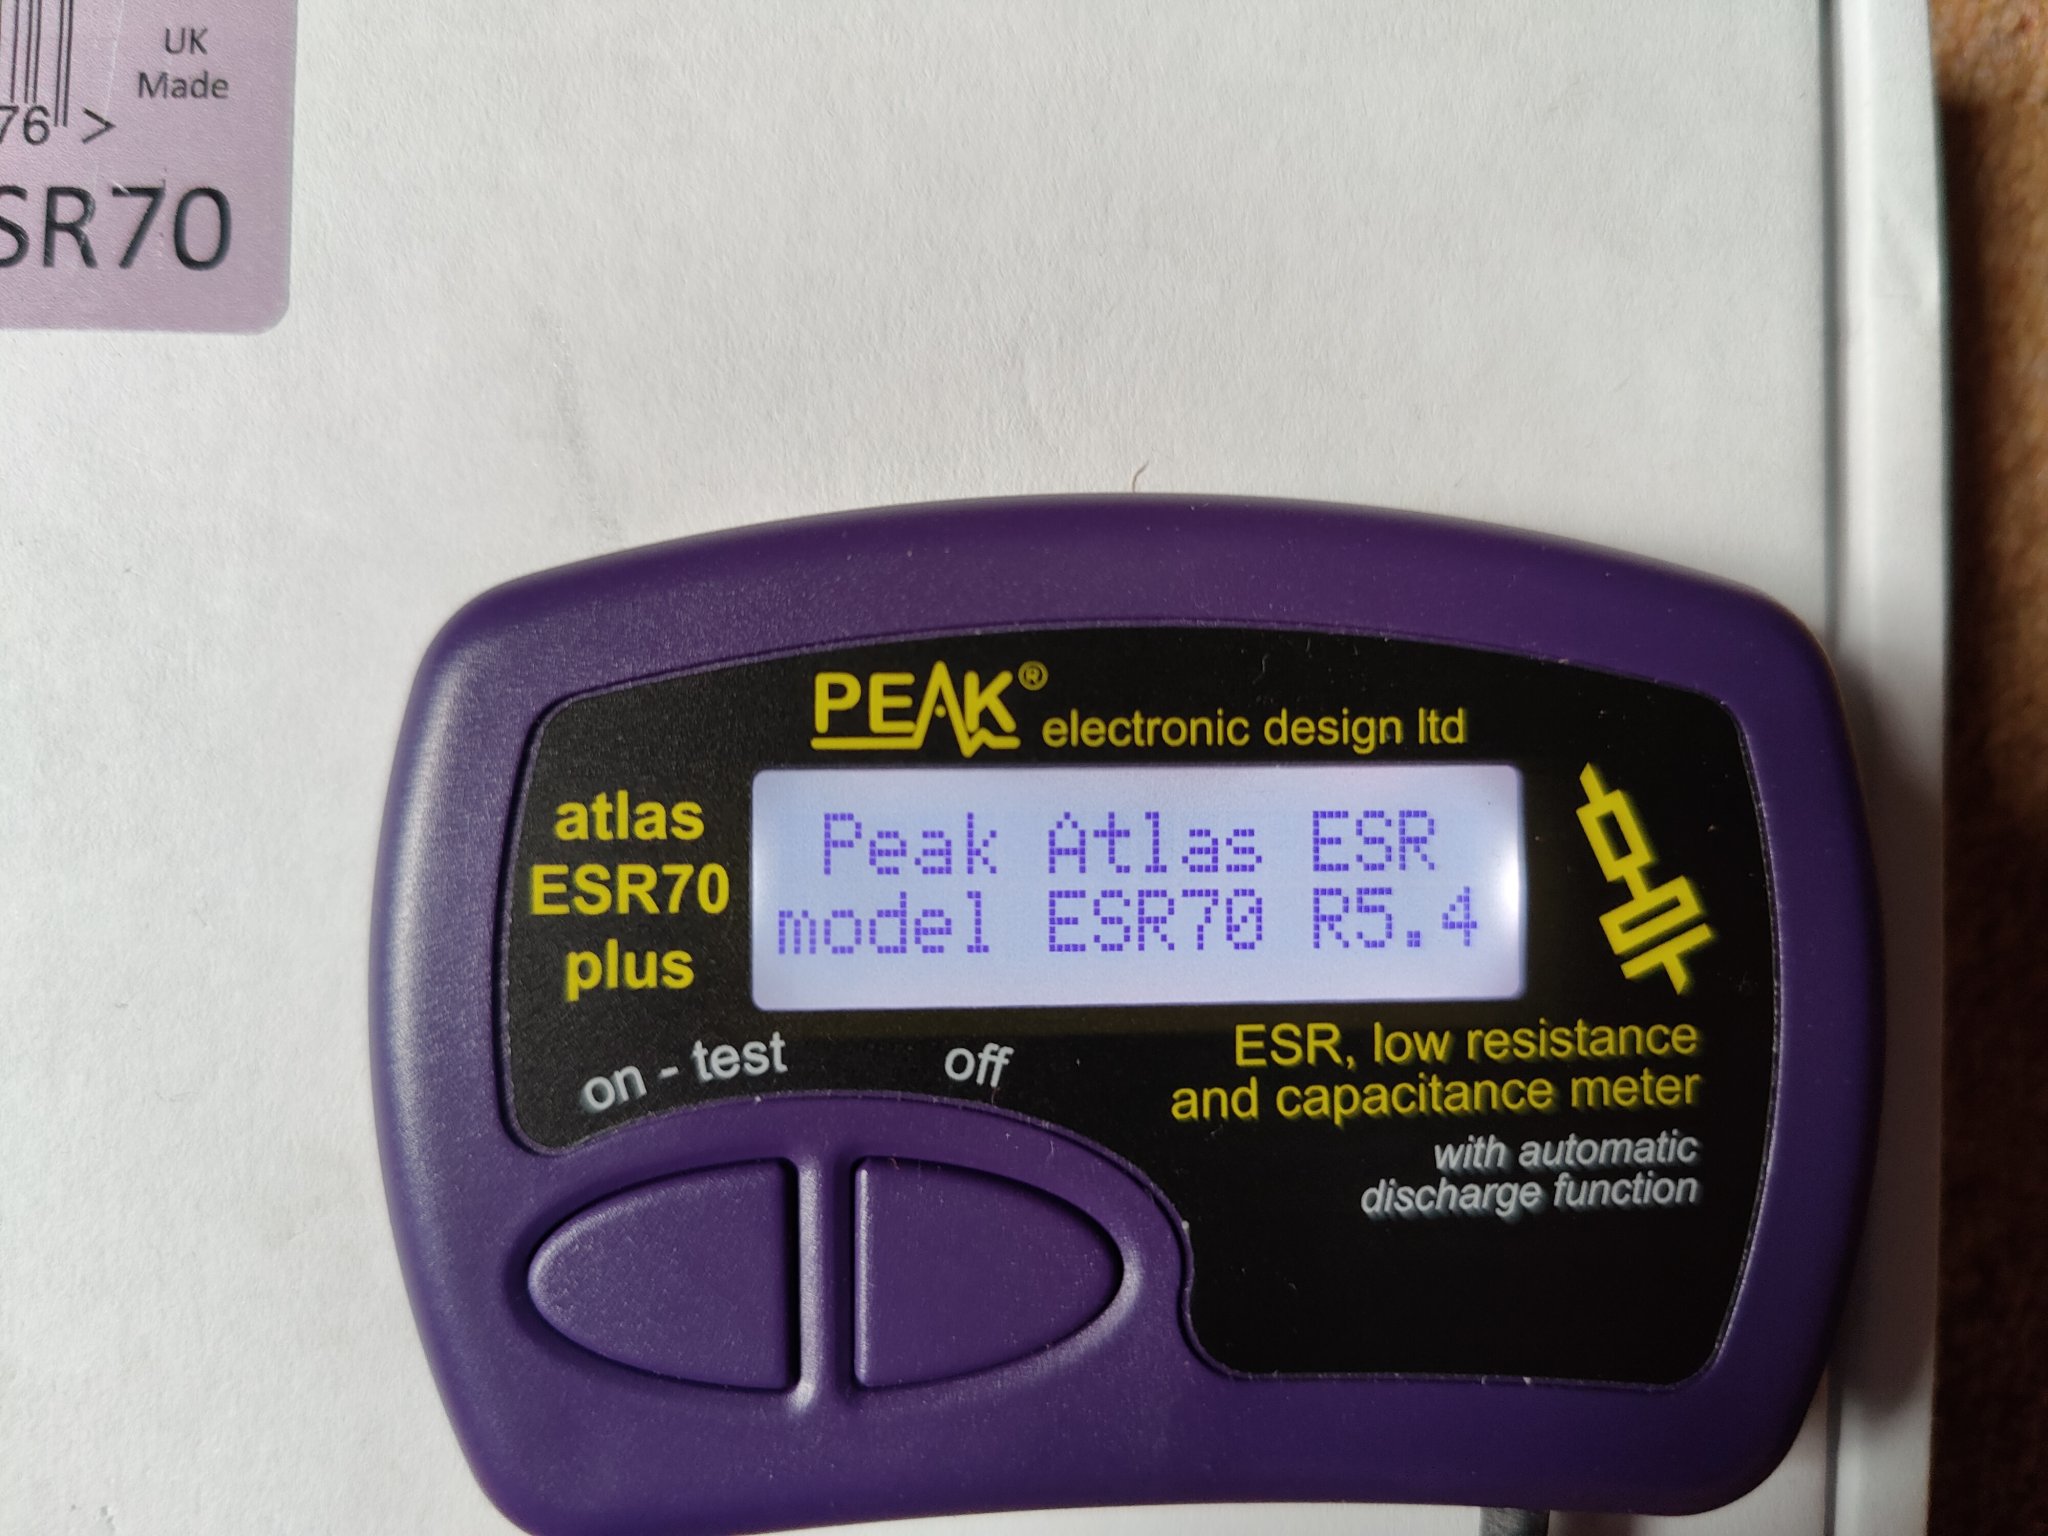 UK
Made
76 >
SR70
PEAK® electronic design ltd
atlas
ESR70
plus
Peak Atlas ESR
model ESR70 R5.4
on - test
off
ESR, low resistance
and capacitance meter
with automatic
discharge function